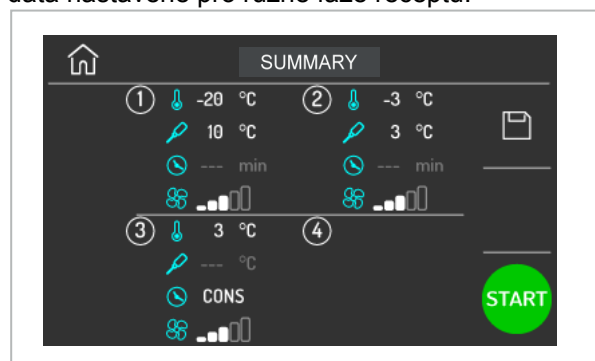 data nastavené pro různé fáze receptu.
SUMMARY
1 -20 °C 2 -3 °C
10 °C 3 °C
--- min --- min
3 3 °C 4
--- °C
CONS
START